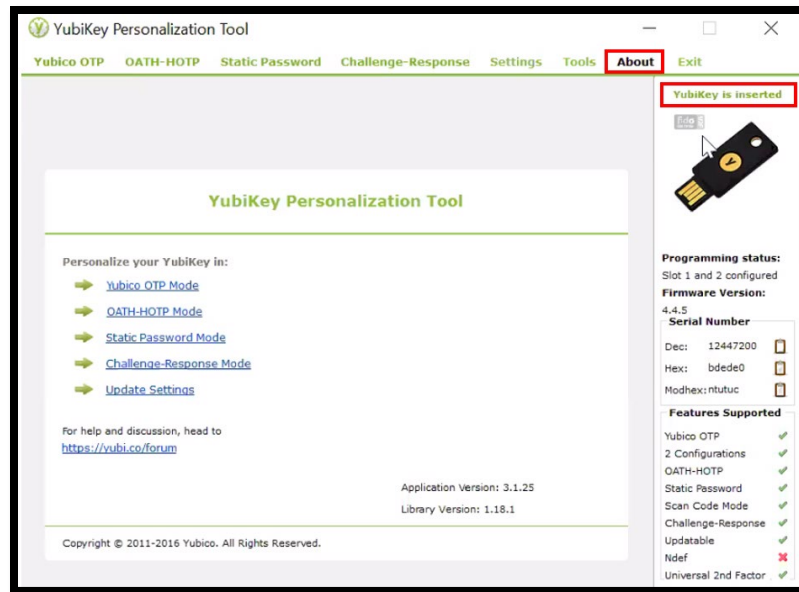 YubiKey Personalization Tool
Yubico OTP OATH-HOTP Static Password Challenge-Response Settings Tools About Exit
YubiKey Personalization Tool
Personalize your YubiKey in:
Yubico OTP Mode
OATH-HOTP Mode
Static Password Mode
Challenge-Response Mode
Update Settings
For help and discussion, head to
https://yubi.co/forum
Application Version: 3.1.25
Library Version: 1.18.1
Copyright © 2011-2016 Yubico. All Rights Reserved.
YubiKey is inserted
fido
Programming status:
Slot 1 and 2 configured
Firmware Version:
4.4.5
Serial Number
Dec: 12447200
Hex: bdede0
Modhex: ntutuc
Features Supported
Yubico OTP
2 Configurations
OATH-HOTP
Static Password
Scan Code Mode
Challenge-Response
Updatable
Ndef
Universal 2nd Factor